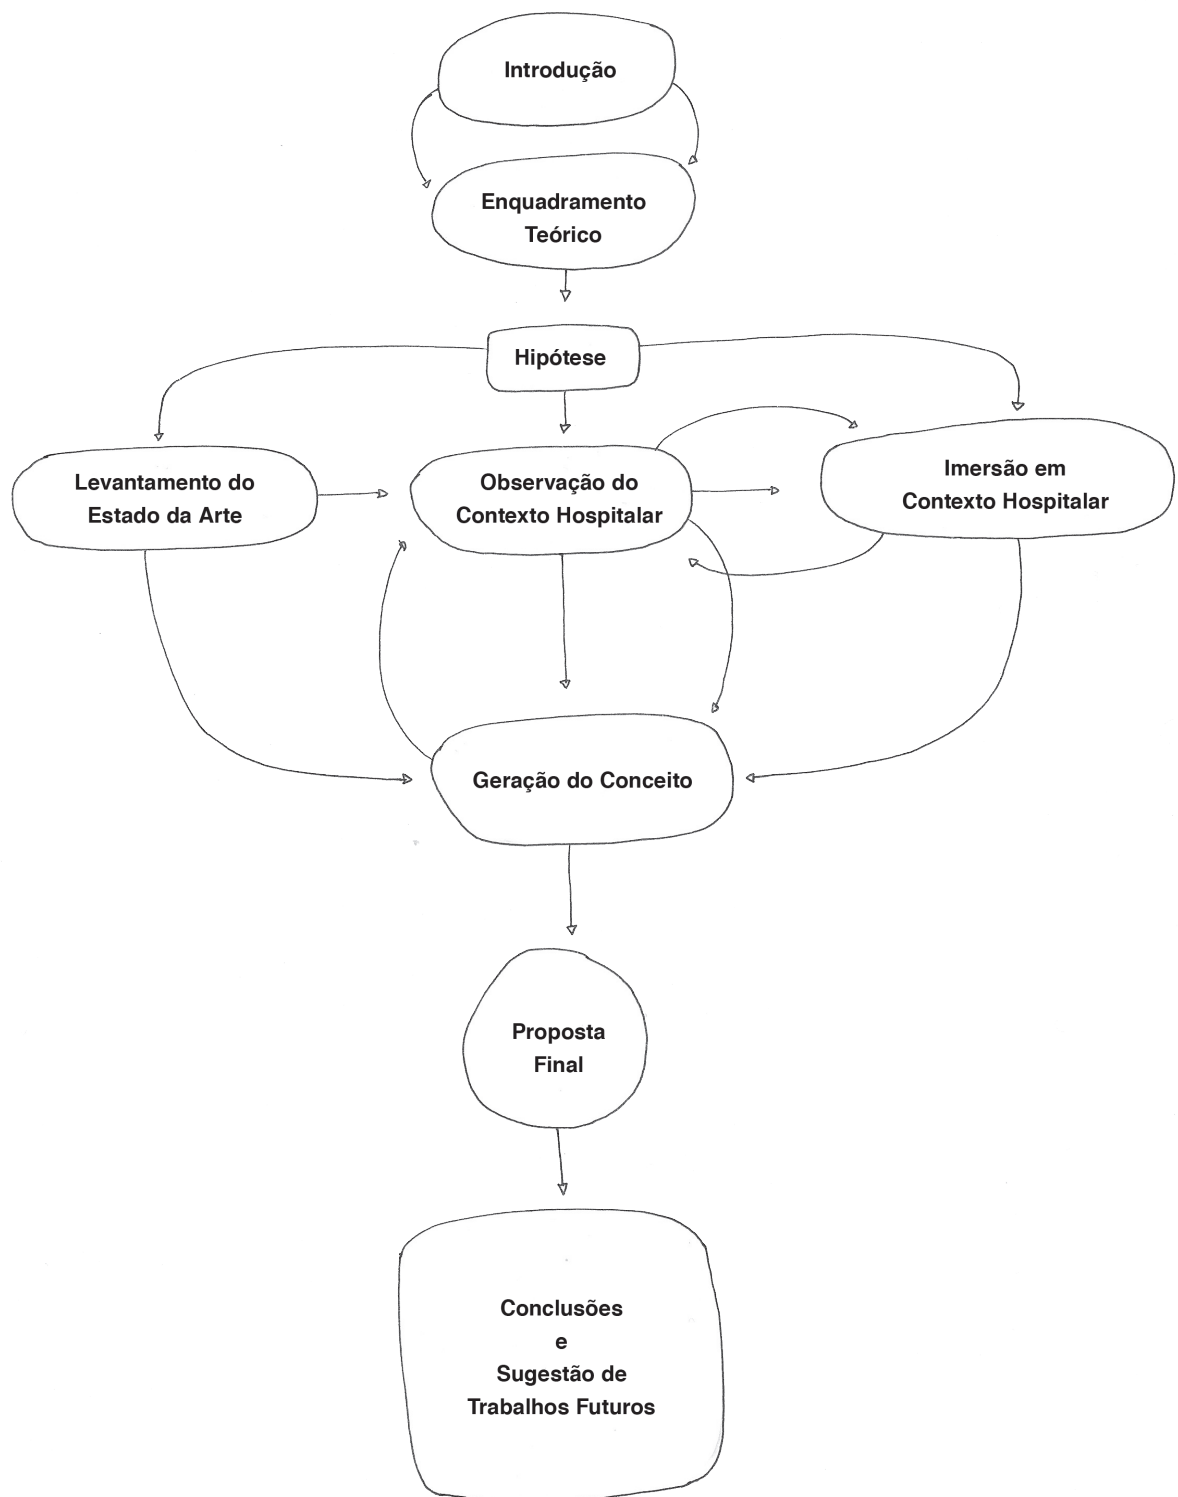 Introdução
Enquadramento
Teórico
Hipótese
Levantamento do
Estado da Arte
Observação do
Contexto Hospitalar
Imersão em
Contexto Hospitalar
Geração do Conceito
Proposta
Final
Conclusões
e
Sugestão de
Trabalhos Futuros